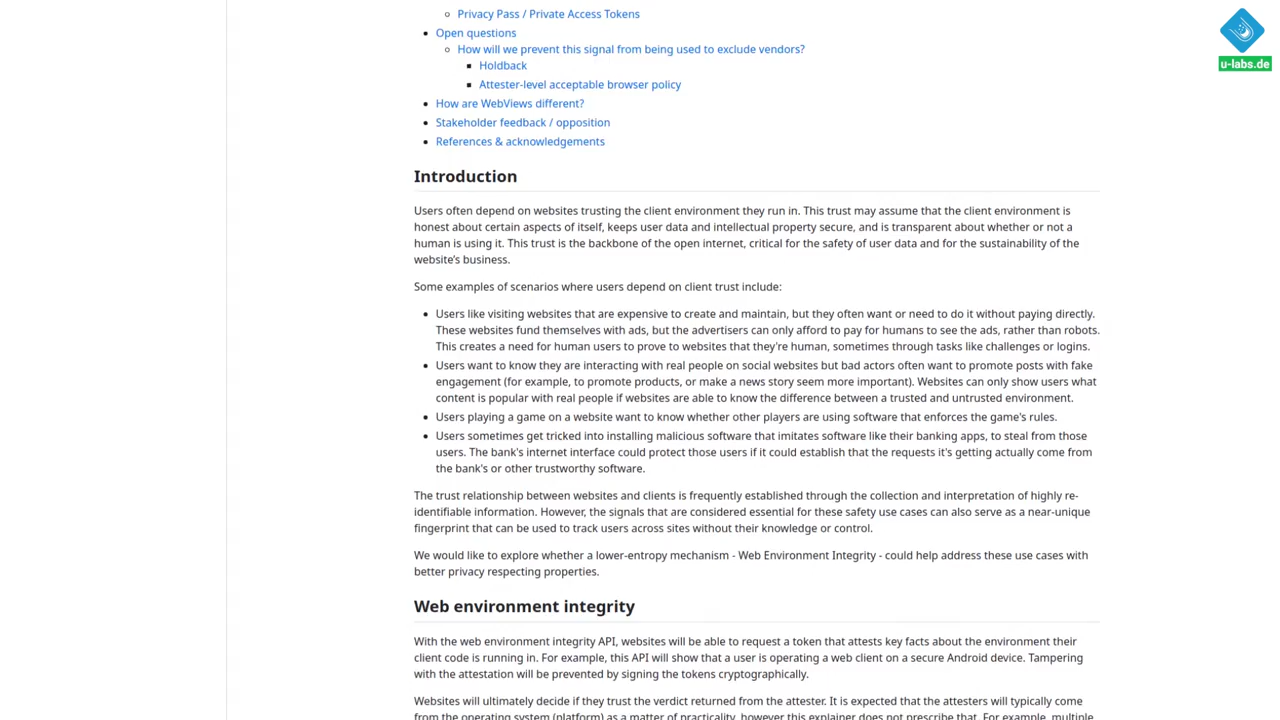 Privacy Pass / Private Access Tokens
Open questions
How will we prevent this signal from being used to exclude vendors?
Holdback
Attester-level acceptable browser policy
How are WebViews different?
Stakeholder feedback / opposition
References & acknowledgements
u-labs.de
Introduction
Users often depend on websites trusting the client environment they run in. This trust may assume that the client environment is
honest about certain aspects of itself, keeps user data and intellectual property secure, and is transparent about whether or not a
human is using it. This trust is the backbone of the open internet, critical for the safety of user data and for the sustainability of the
website's business.
Some examples of scenarios where users depend on client trust include:
Users like visiting websites that are expensive to create and maintain, but they often want or need to do it without paying directly.
These websites fund themselves with ads, but the advertisers can only afford to pay for humans to see the ads, rather than robots.
This creates a need for human users to prove to websites that they're human, sometimes through tasks like challenges or logins.
Users want to know they are interacting with real people on social websites but bad actors often want to promote posts with fake
engagement (for example, to promote products, or make a news story seem more important). Websites can only show users what
content is popular with real people if websites are able to know the difference between a trusted and untrusted environment.
Users playing a game on a website want to know whether other players are using software that enforces the game's rules.
Users sometimes get tricked into installing malicious software that imitates software like their banking apps, to steal from those
users. The bank's internet interface could protect those users if it could establish that the requests it's getting actually come from
the bank's or other trustworthy software.
The trust relationship between websites and clients is frequently established through the collection and interpretation of highly re-
identifiable information. However, the signals that are considered essential for these safety use cases can also serve as a near-unique
fingerprint that can be used to track users across sites without their knowledge or control.
We would like to explore whether a lower-entropy mechanism - Web Environment Integrity - could help address these use cases with
better privacy respecting properties.
Web environment integrity
With the web environment integrity API, websites will be able to request a token that attests key facts about the environment their
client code is running in. For example, this API will show that a user is operating a web client on a secure Android device. Tampering
with the attestation will be prevented by signing the tokens cryptographically.
Websites will ultimately decide if they trust the verdict returned from the attester. It is expected that the attesters will typically come
from the operating system (platform) as a matter of practicality, however this explainer does not prescribe that. For example, multiple